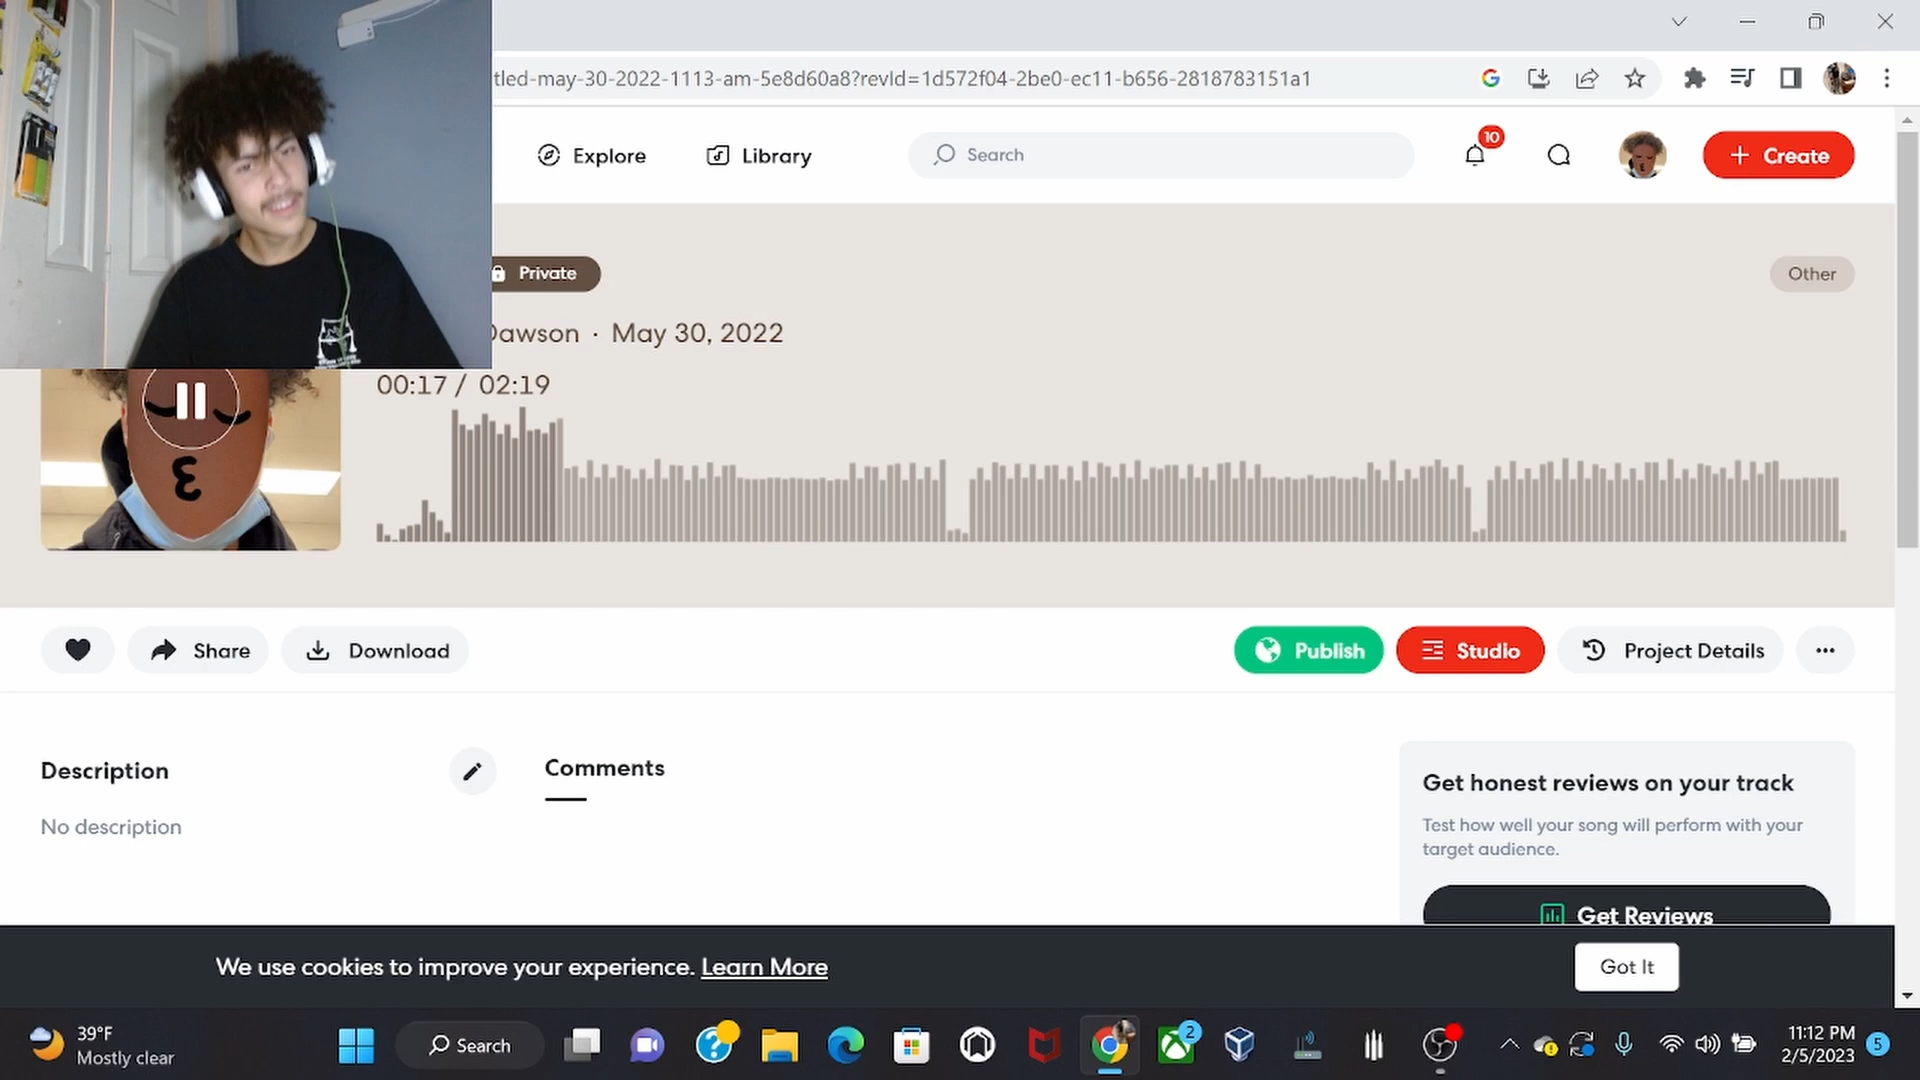 tled-may-30-2022-1113-am-5e8d60a8?revId=1d572f04-2be0-ec11-b656-2818783151a1
Explore
Library
Search
10
+ Create
Private
Other
Dawson · May 30, 2022
00:17 / 02:19
Share
Download
Publish
Studio
Project Details
Description
Comments
No description
Get honest reviews on your track
Test how well your song will perform with your
target audience.
Get Reviews
We use cookies to improve your experience. Learn More
Got It
39°F
Mostly clear
Search
2
11:12 PM
2/5/2023
5